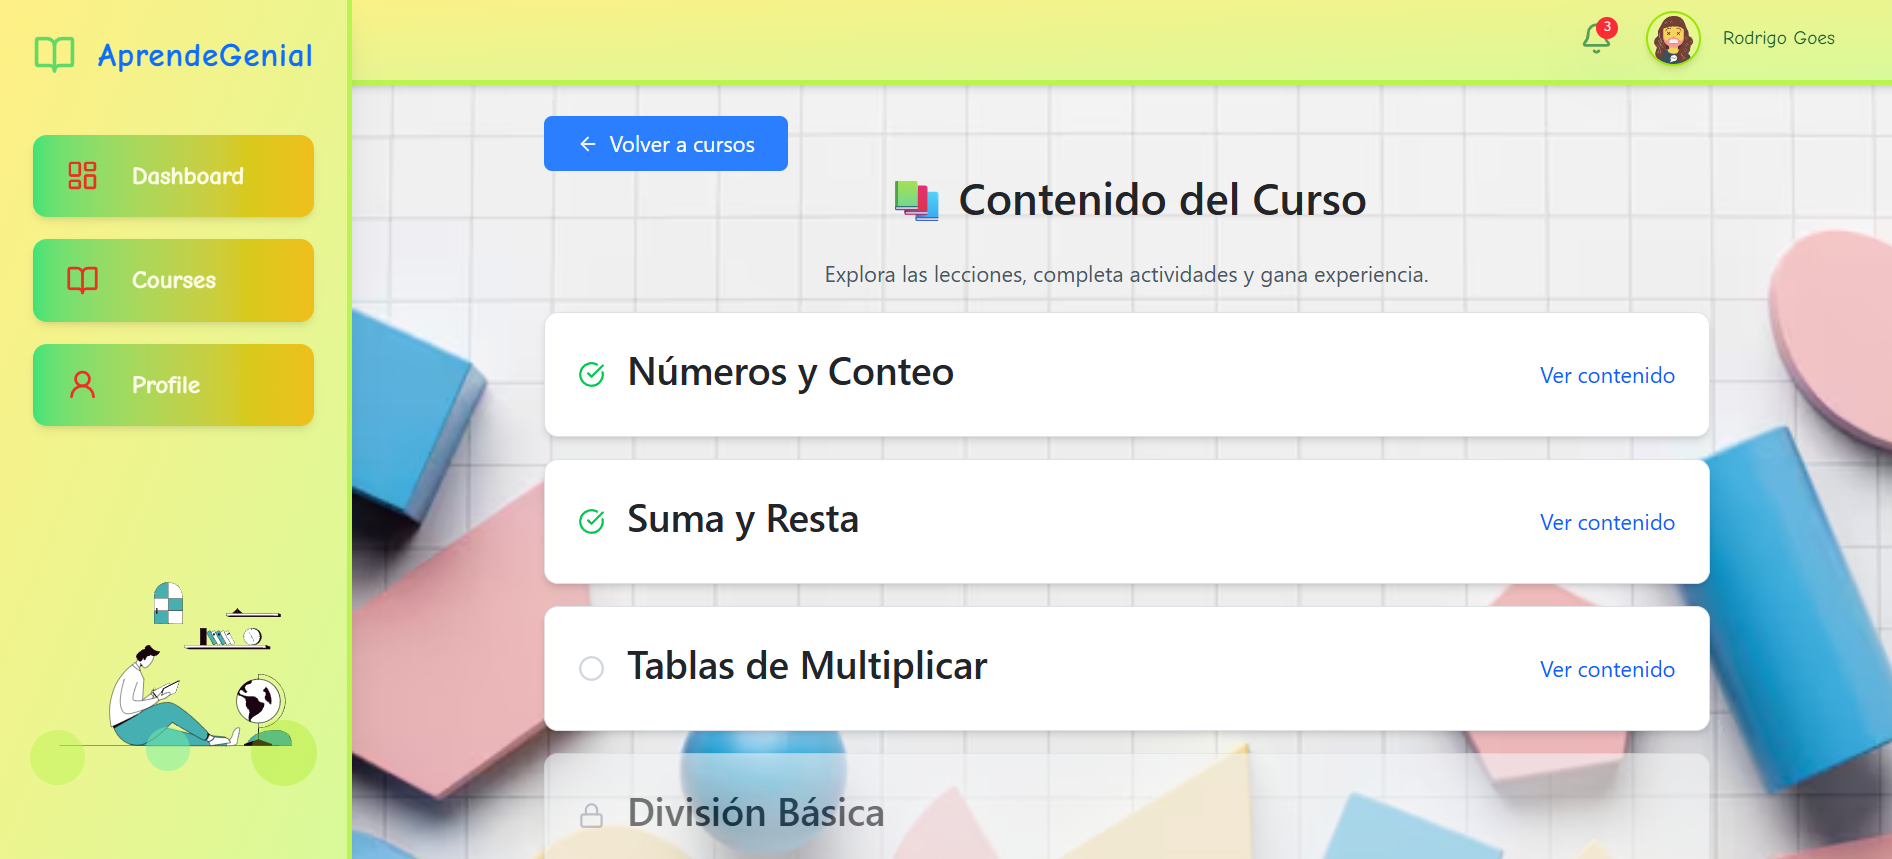 AprendeGenial
3
Rodrigo Goes
Dashboard
Courses
Profile
Volver a cursos
Contenido del Curso
Explora las lecciones, completa actividades y gana experiencia.
Números y Conteo
Ver contenido
Suma y Resta
Ver contenido
Tablas de Multiplicar
Ver contenido
División Básica